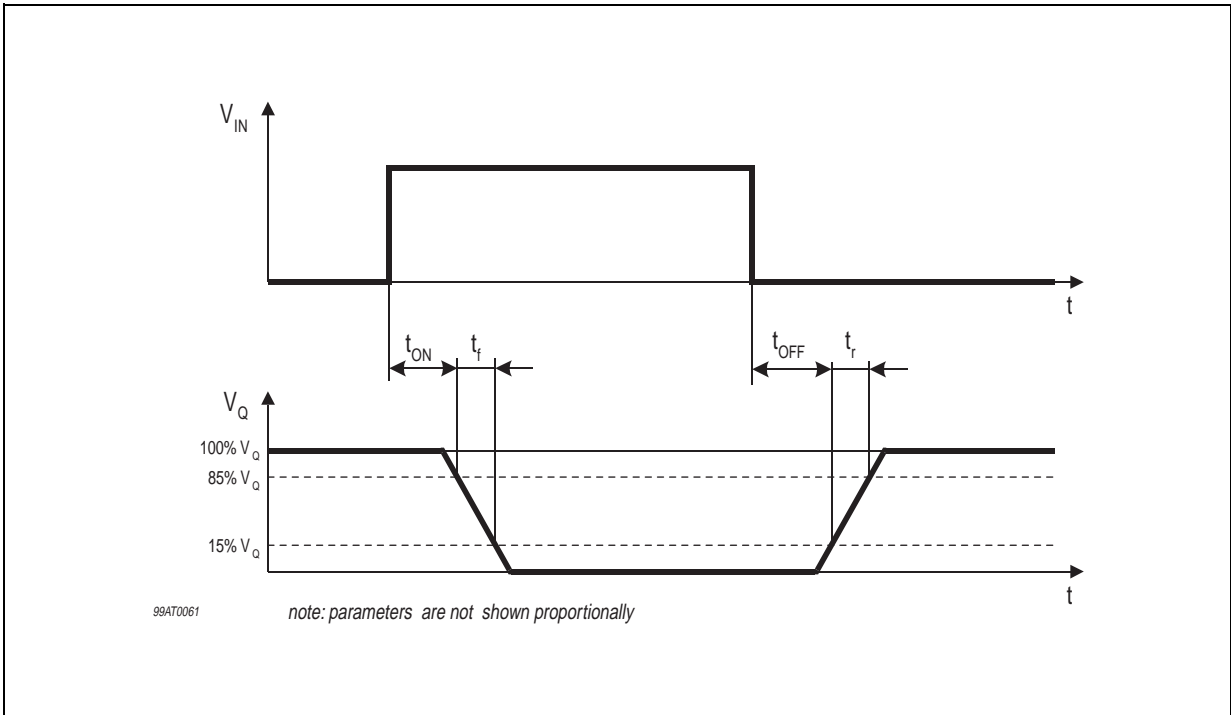 V_IN
t
t_ON t_f t_OFF t_r
V_Q
100% V_Q
85% V_Q
15% V_Q
t
99AT0061 note: parameters are not shown proportionally